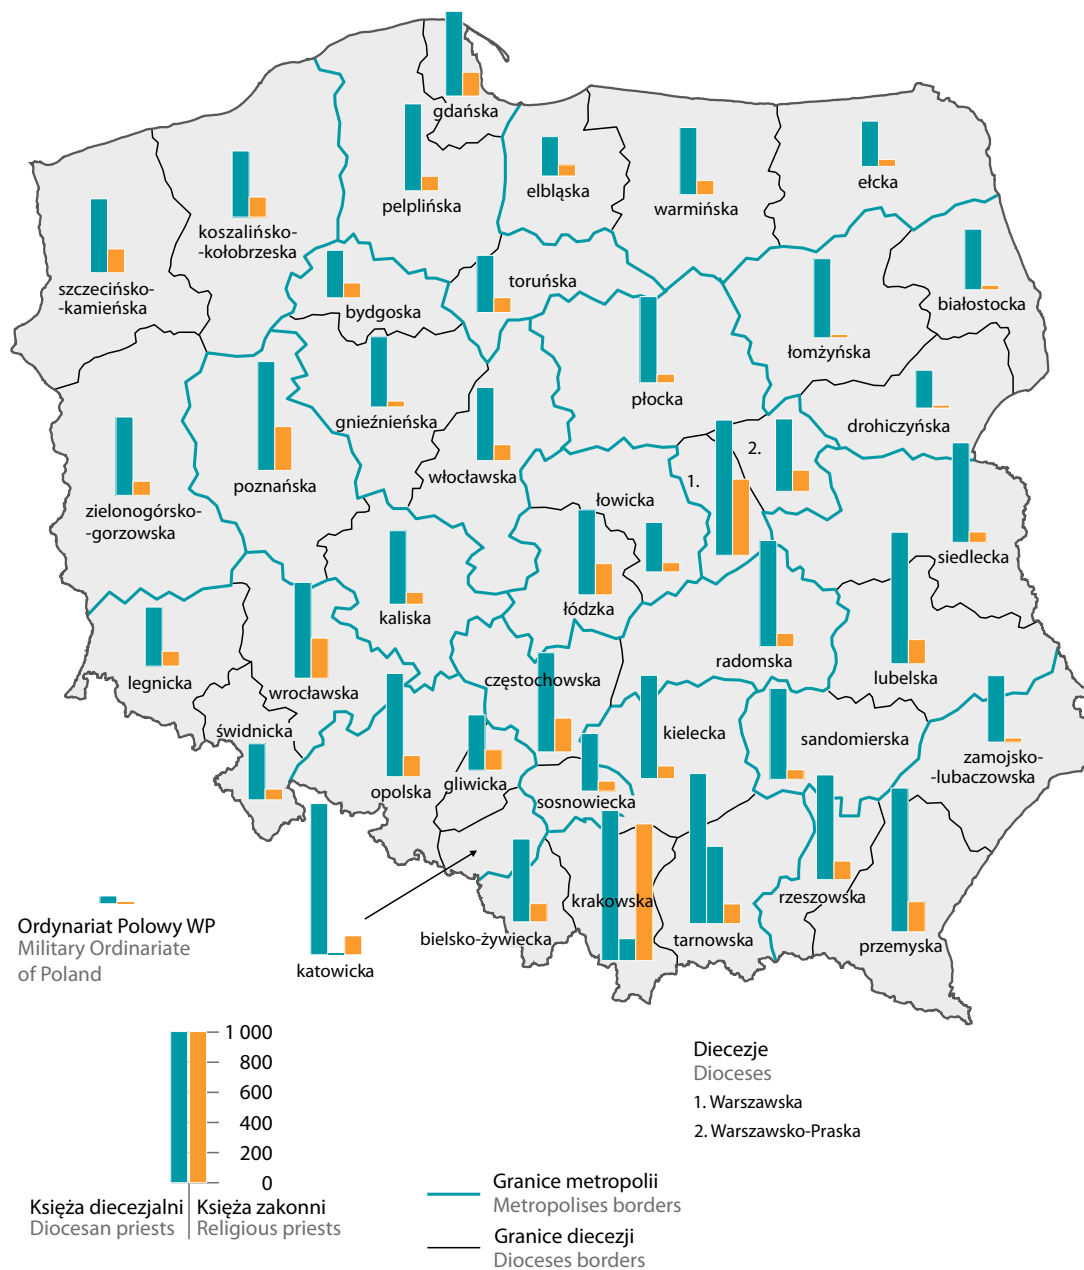 gdańska
pelplińska
elbląska
warmińska
ełcka
koszalińsko-
-kołobrzeska
szczecińsko-
-kamieńska
bydgoska
toruńska
białostocka
łomżyńska
płocka
drohiczyńska
gnieźnieńska
włocławska
poznańska
zielonogórsko-
-gorzowska
1.
2.
łowicka
siedlecka
łódzka
kaliska
radomska
lubelska
legnicka
wrocławska
częstochowska
świdnicka
kielecka
sandomierska
zamojsko-
-lubaczowska
opolska
gliwicka
sosnowiecka
krakowska
tarnowska
rzeszowska
przemyska
bielsko-żywiecka
katowicka
Ordynariat Polowy WP
Military Ordinariate
of Poland
1 000
800
600
400
200
0
Księża diecezjalni
Diocesan priests
Księża zakonni
Religious priests
Diecezje
Dioceses
1. Warszawska
2. Warszawsko-Praska
Granice metropolii
Metropolises borders
Granice diecezji
Dioceses borders